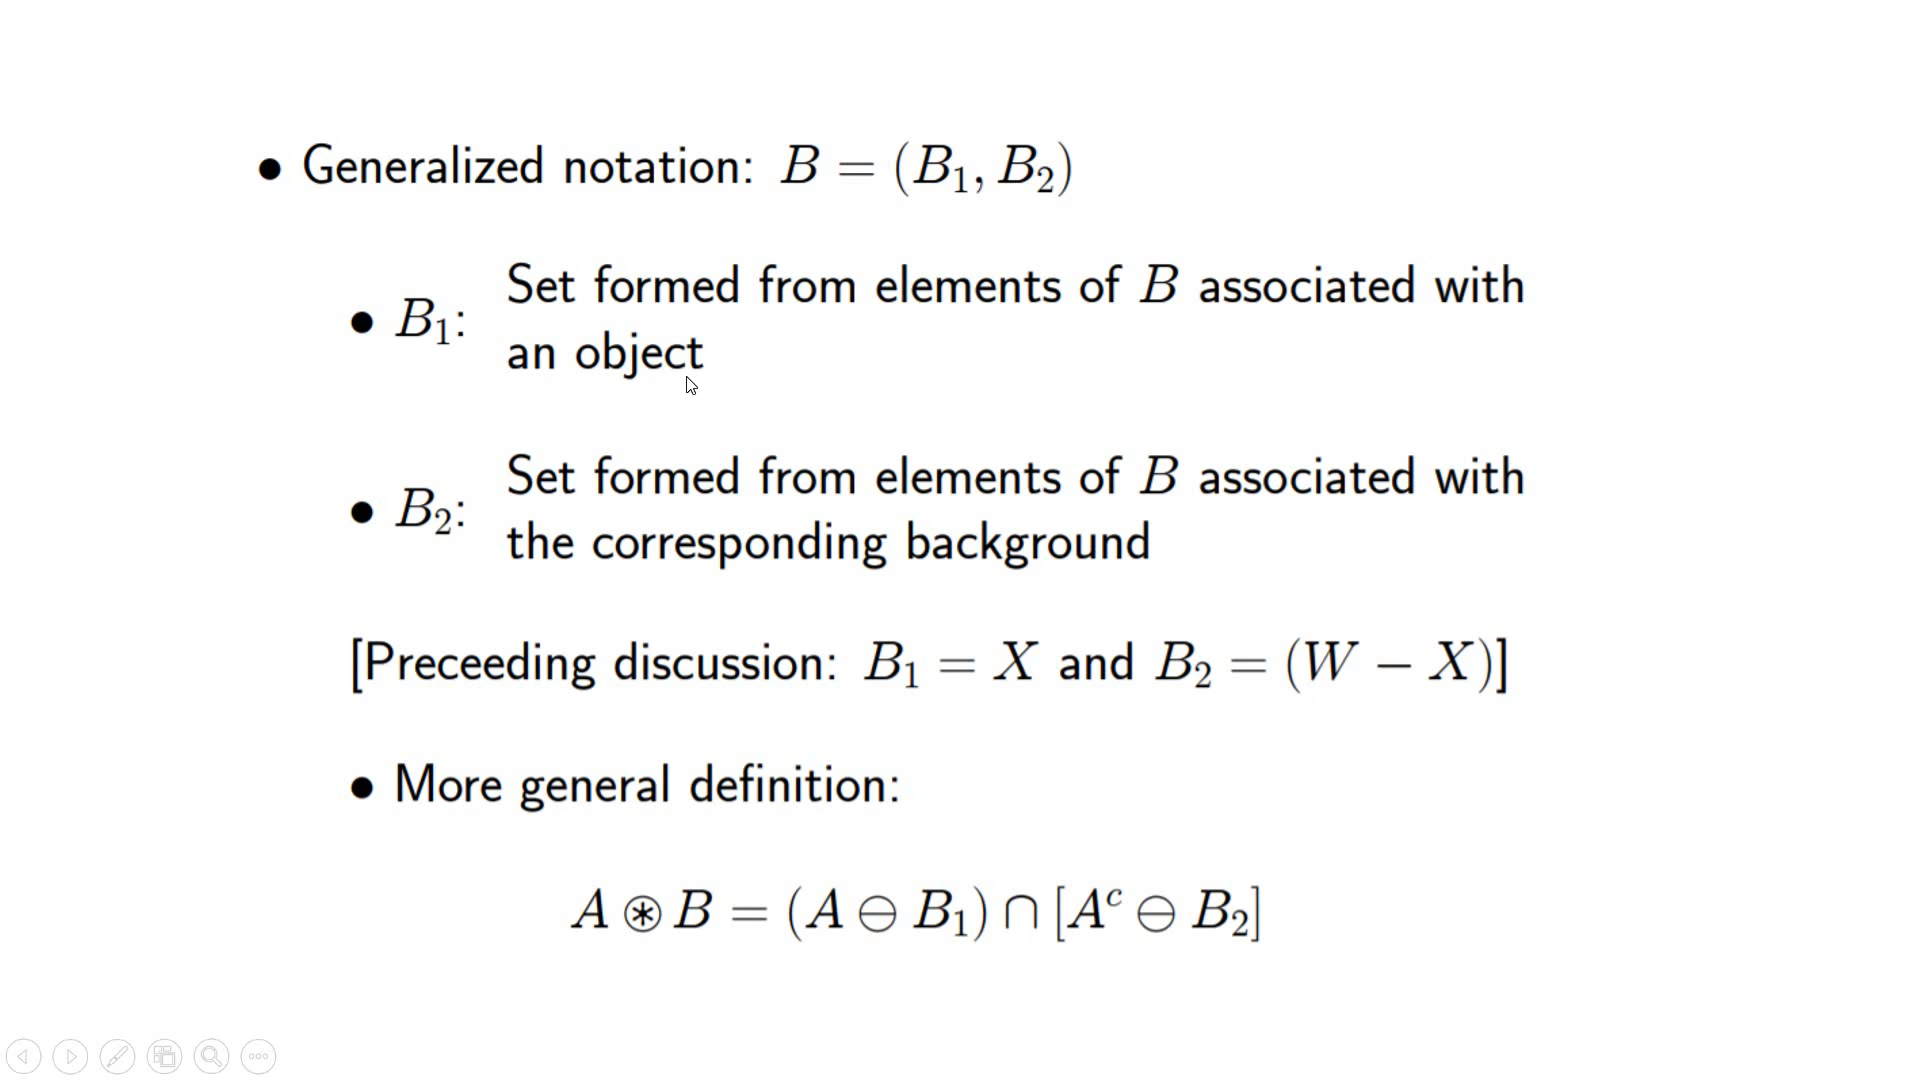 • Generalized notation: B = (B₁, B₂)
• B₁: Set formed from elements of B associated with
an object
• B₂: Set formed from elements of B associated with
the corresponding background
[Preceeding discussion: B₁ = X and B₂ = (W − X)]
• More general definition:
A ⊛ B = (A ⊖ B₁) ∩ [Aᶜ ⊖ B₂]